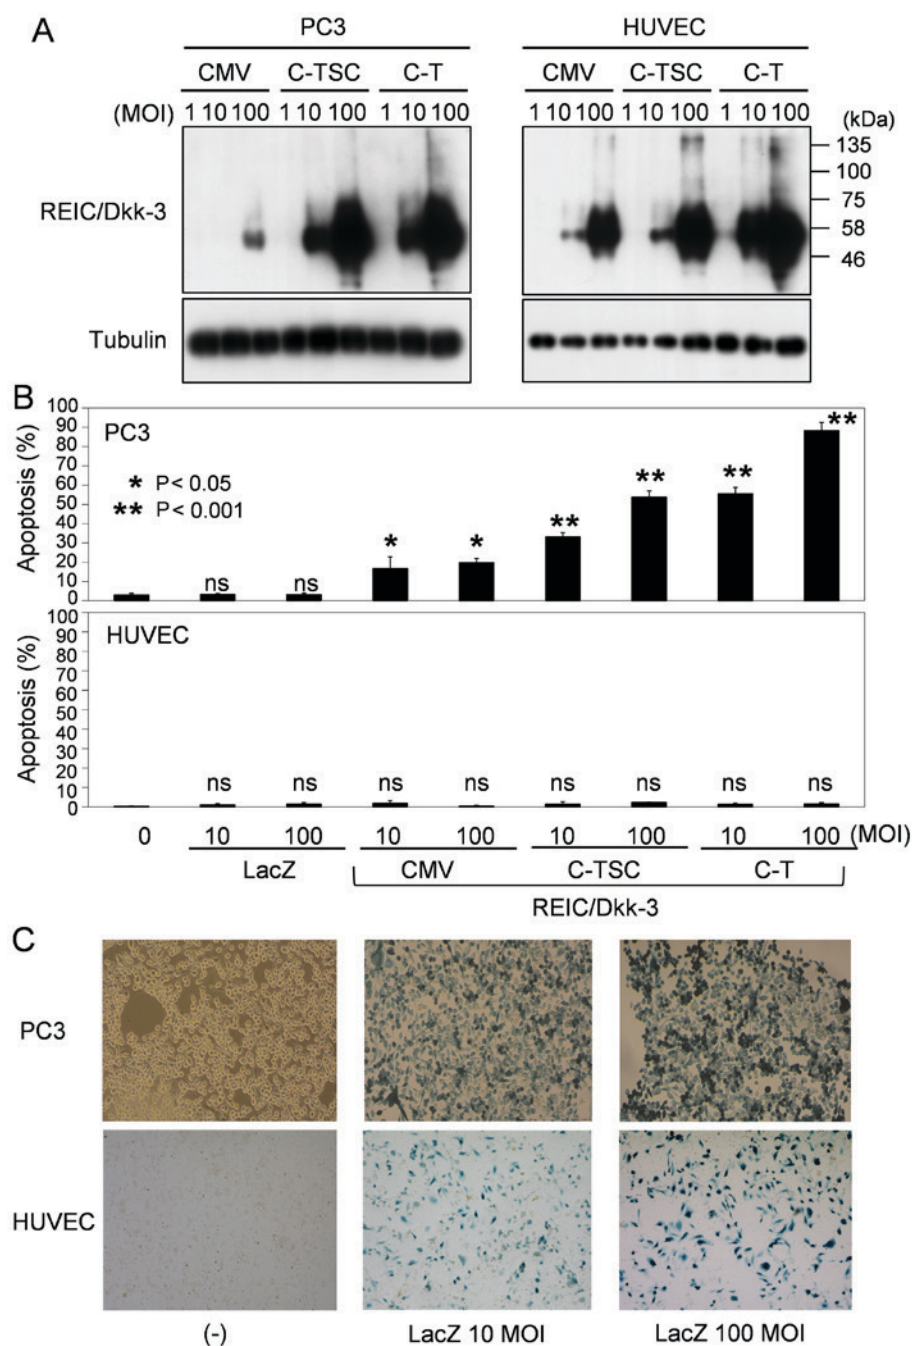 A
PC3 HUVEC
CMV C-TSC C-T CMV C-TSC C-T
(MOI) 1 10 100 1 10 100 1 10 100 1 10 100 1 10 100 1 10 100 (kDa)
135
100
75
REIC/Dkk-3
58
46
Tubulin
B
100
90
80
70
60
50
40
30
20
10
0
Apoptosis (%)
PC3
* P< 0.05
** P< 0.001
ns ns * * ** ** ** **
100
90
80
70
60
50
40
30
20
10
0
Apoptosis (%)
HUVEC
ns ns ns ns ns ns ns ns
0 10 100 10 100 10 100 10 100 (MOI)
LacZ CMV C-TSC C-T
REIC/Dkk-3
C
PC3
HUVEC
(-) LacZ 10 MOI LacZ 100 MOI